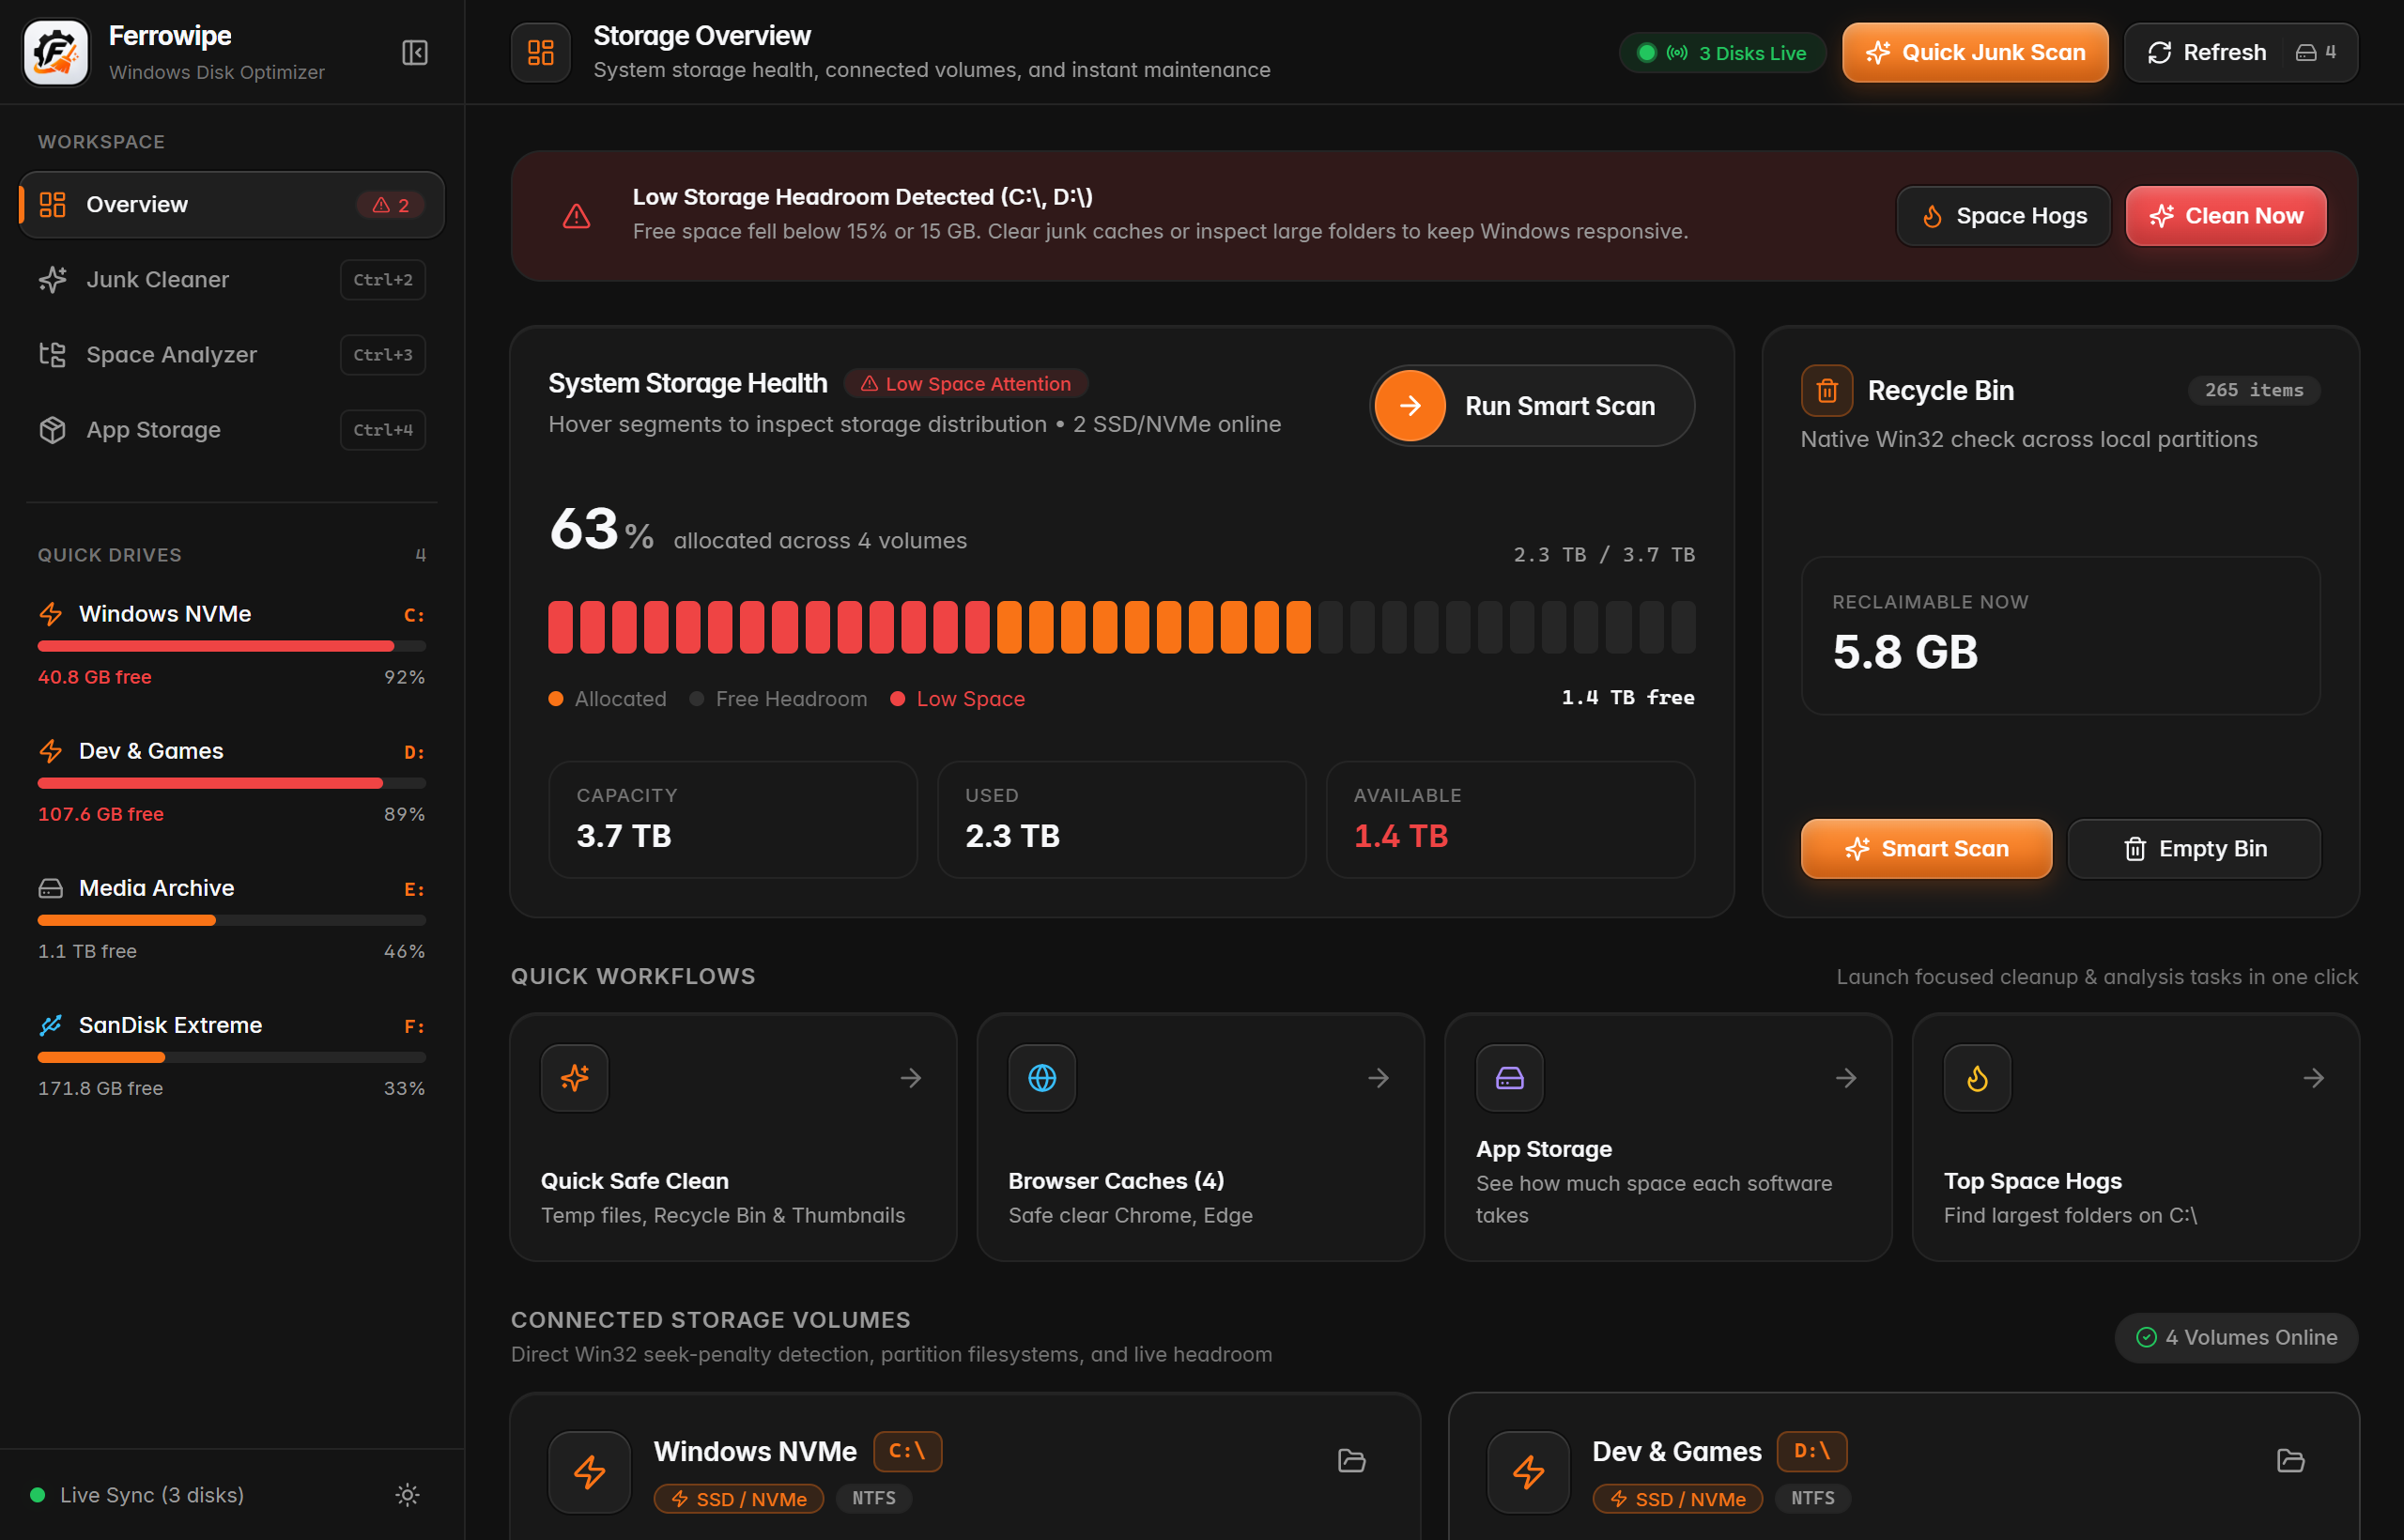 Ferrowipe
Windows Disk Optimizer
WORKSPACE
Overview 2
Junk Cleaner Ctrl+2
Space Analyzer Ctrl+3
App Storage Ctrl+4
QUICK DRIVES 4
Windows NVMe C:
40.8 GB free 92%
Dev & Games D:
107.6 GB free 89%
Media Archive E:
1.1 TB free 46%
SanDisk Extreme F:
171.8 GB free 33%
Live Sync (3 disks)
Storage Overview
System storage health, connected volumes, and instant maintenance
3 Disks Live
Quick Junk Scan
Refresh 4
Low Storage Headroom Detected (C:\, D:\)
Free space fell below 15% or 15 GB. Clear junk caches or inspect large folders to keep Windows responsive.
Space Hogs
Clean Now
System Storage Health Low Space Attention
Hover segments to inspect storage distribution • 2 SSD/NVMe online
Run Smart Scan
63% allocated across 4 volumes
2.3 TB / 3.7 TB
Allocated Free Headroom Low Space
1.4 TB free
CAPACITY
3.7 TB
USED
2.3 TB
AVAILABLE
1.4 TB
Recycle Bin 265 items
Native Win32 check across local partitions
RECLAIMABLE NOW
5.8 GB
Smart Scan
Empty Bin
QUICK WORKFLOWS
Launch focused cleanup & analysis tasks in one click
Quick Safe Clean
Temp files, Recycle Bin & Thumbnails
Browser Caches (4)
Safe clear Chrome, Edge
App Storage
See how much space each software
takes
Top Space Hogs
Find largest folders on C:\
CONNECTED STORAGE VOLUMES
Direct Win32 seek-penalty detection, partition filesystems, and live headroom
4 Volumes Online
Windows NVMe C:\
SSD / NVMe NTFS
Dev & Games D:\
SSD / NVMe NTFS